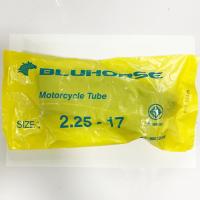 BLUHORSE
Motorcycle Tube
SIZE
2.25-17